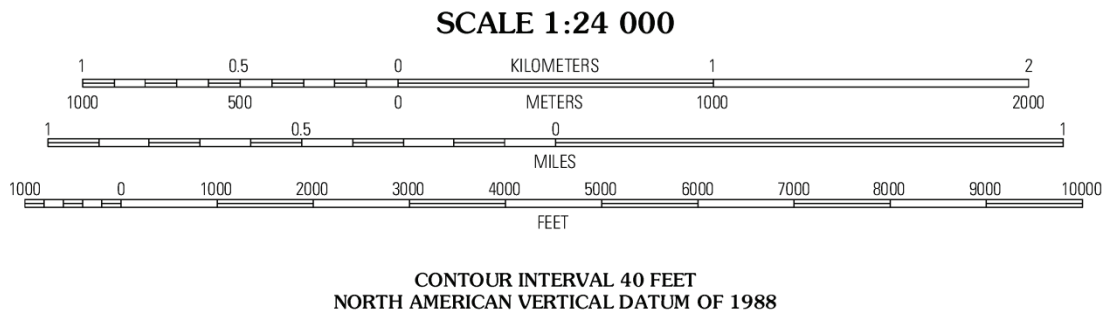 SCALE 1:24 000
1 0.5 0 KILOMETERS 1 2
1000 500 0 METERS 1000 2000
1 0.5 0 1
MILES
1000 0 1000 2000 3000 4000 5000 6000 7000 8000 9000 10000
FEET
CONTOUR INTERVAL 40 FEET
NORTH AMERICAN VERTICAL DATUM OF 1988